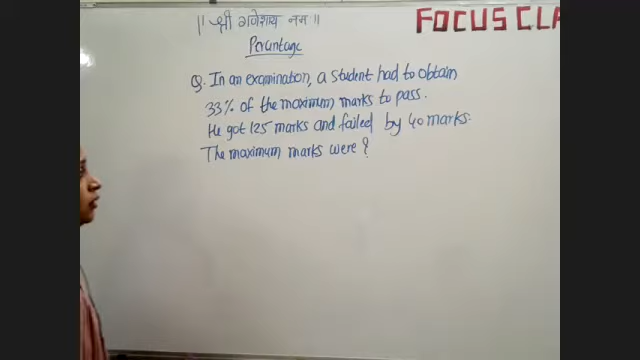 || श्री गणेशाय नमः ||
FOCUS CLA
Percentage
Q. In an examination, a student had to obtain
33% of the maximum marks to pass.
He got 125 marks and failed by 40 marks.
The maximum marks were ?